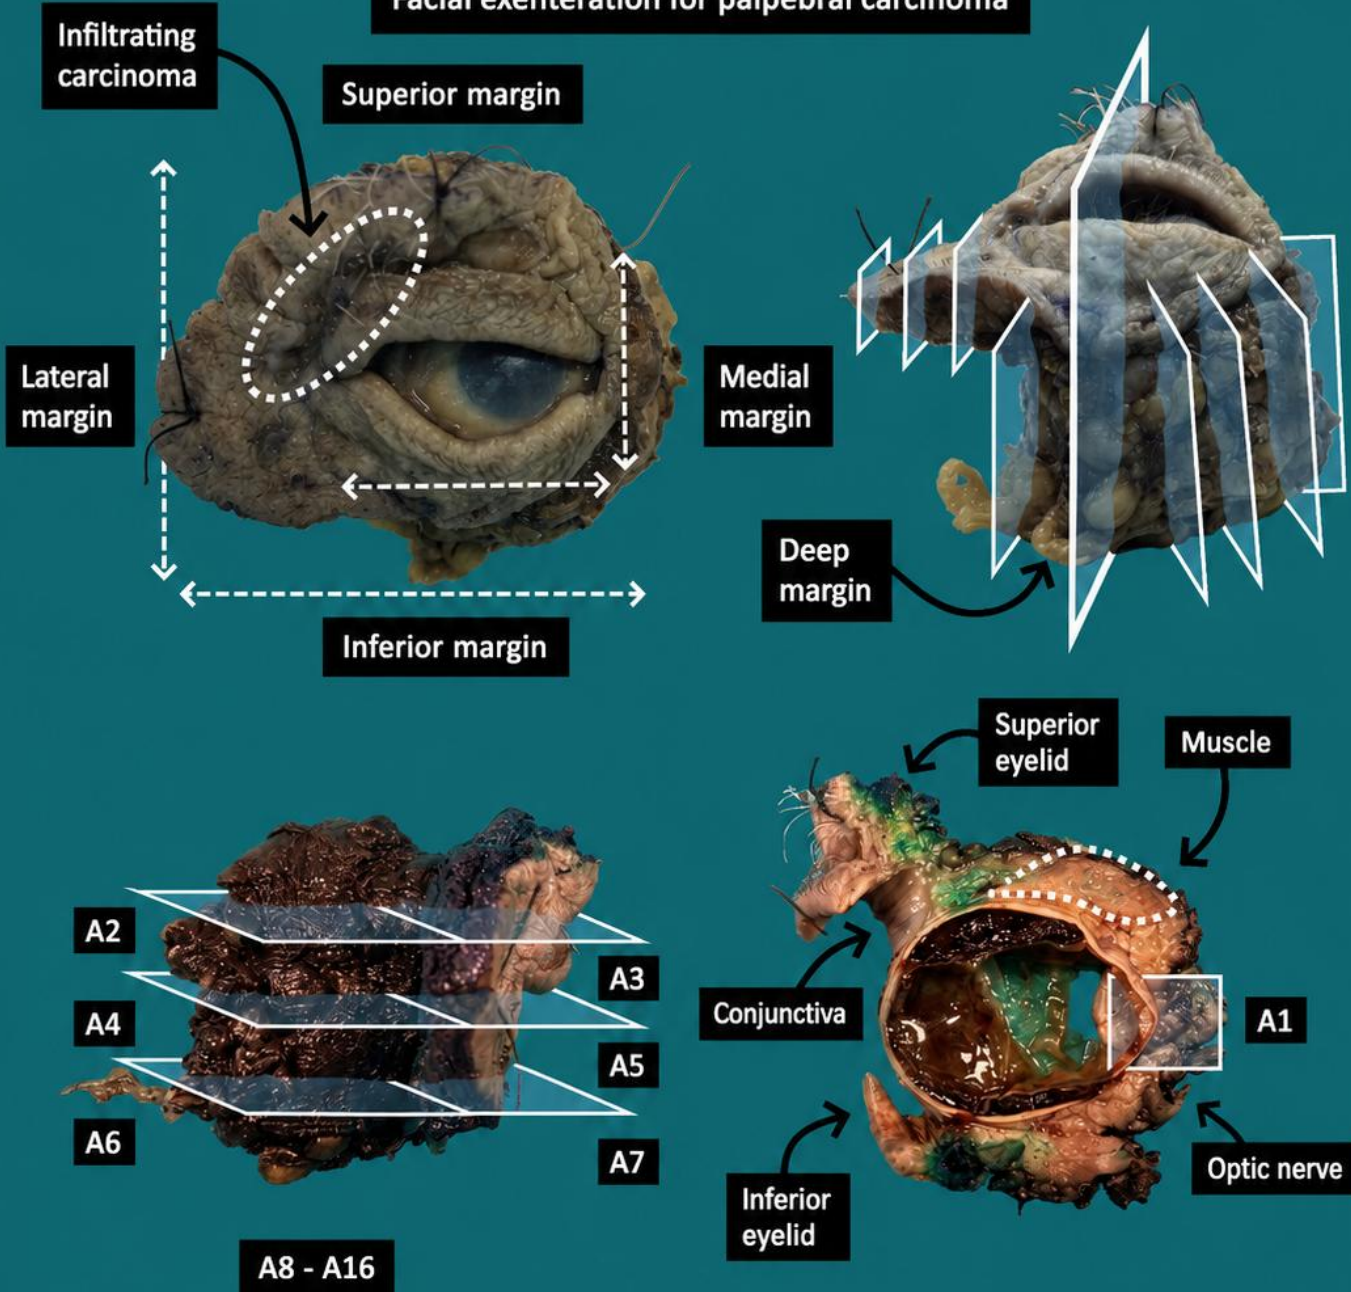 Facial exenteration for palpebral carcinoma
Infiltrating
carcinoma
Superior margin
Lateral
margin
Medial
margin
Deep
margin
Inferior margin
Superior
eyelid
Muscle
A2
A3
A4
A5
A6
A7
Conjunctiva
A1
Optic nerve
Inferior
eyelid
A8 - A16